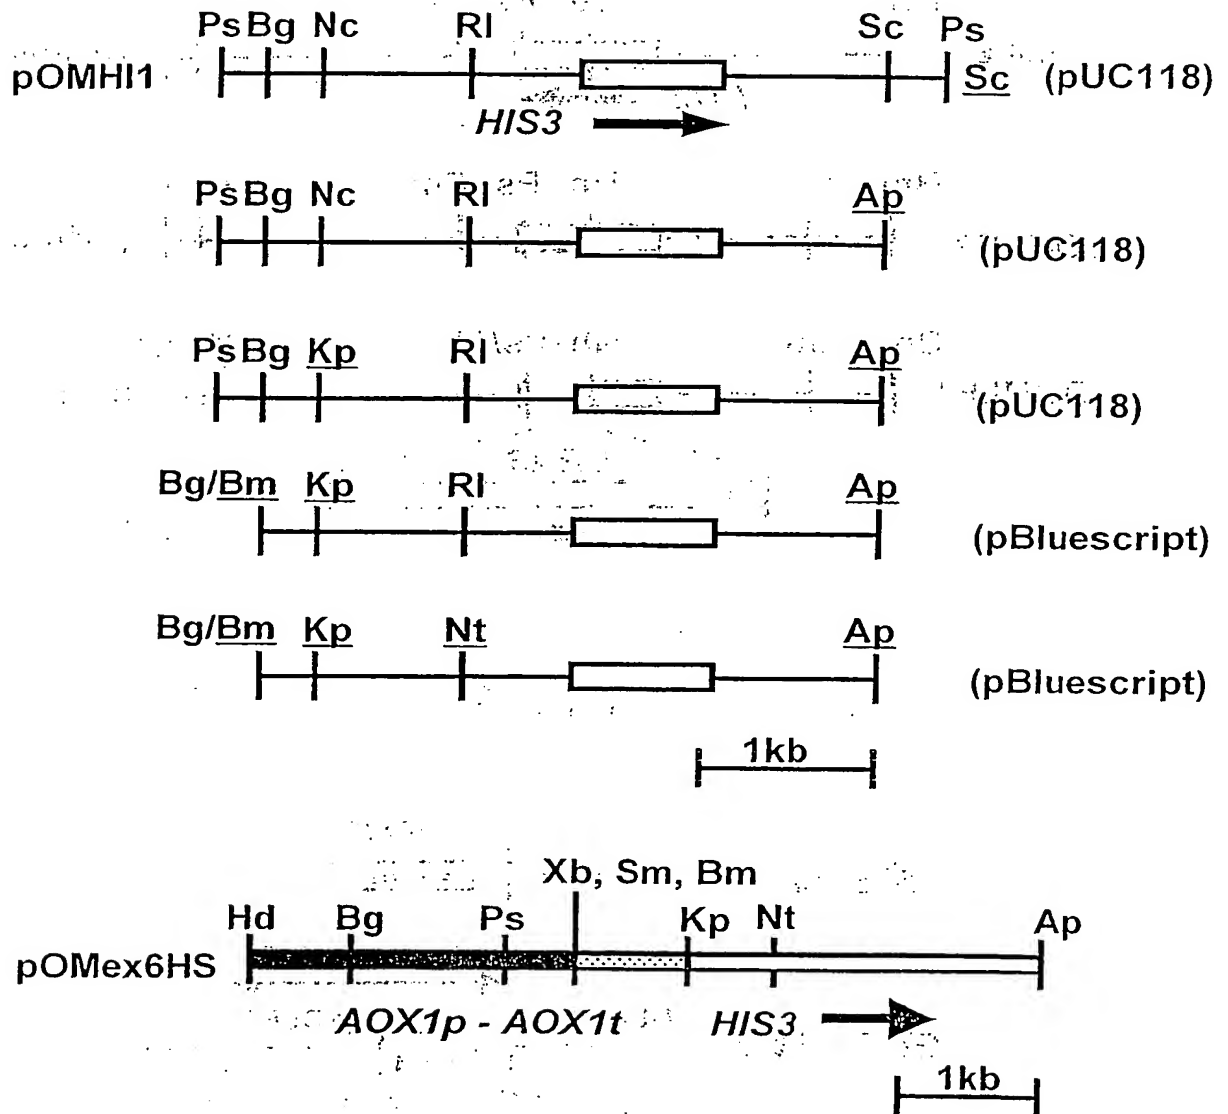 Ps Bg Nc RI Sc Ps
pOMHI1 Sc (pUC118)
HIS3
Ps Bg Nc RI Ap
(pUC118)
Ps Bg Kp RI Ap
(pUC118)
Bg/Bm Kp RI Ap
(pBluescript)
Bg/Bm Kp Nt Ap
(pBluescript)
1kb
Xb, Sm, Bm
Hd Bg Ps Kp Nt Ap
pOMex6HS
AOX1p - AOX1t HIS3
1kb